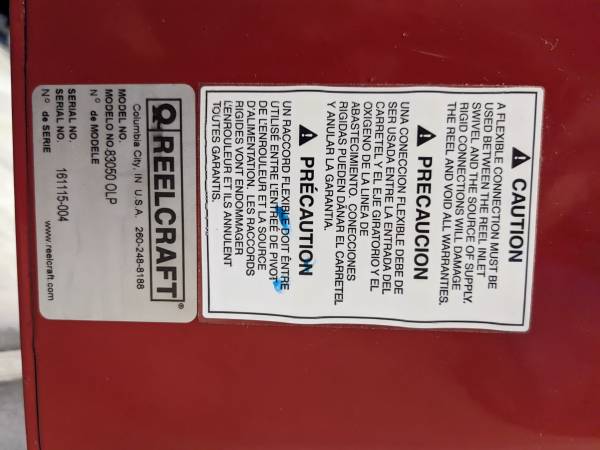 REELCRAFT®
Columbia City, IN U.S.A. 260-248-8188
MODEL NO.
MODELO NO. 83050 OLP
N° de MODELE
SERIAL NO.
SERIAL NO. 161115-004
N° de SERIE
www.reelcraft.com
⚠ CAUTION
A FLEXIBLE CONNECTION MUST BE
USED BETWEEN THE REEL INLET
SWIVEL AND THE SOURCE OF SUPPLY.
RIGID CONNECTIONS WILL DAMAGE
THE REEL AND VOID ALL WARRANTIES.
⚠ PRECAUCION
UNA CONECCION FLEXIBLE DEBE DE
SER USADA ENTRE LA ENTRADA DEL
CARRETEL Y EL EJE GIRATORIO Y EL
OXIGENO DE LA LINEA DE
ABASTECIMIENTO. CONECCIONES
RIGIDAS PUEDEN DAÑAR EL CARRETEL
Y ANULAR LA GARANTIA.
⚠ PRÉCAUTION
UN RACCORD FLEXIBLE DOIT ÉNTRE
UTILISE ENTRE L'ENTREÉ DE PIVOT
DE L'ENROULEUR ET LA SOURCE
D'ALIMENTATION. LES RACCORDS
RIGIDES VONT ENDOMMAGER
L'ENROULEUR ET ILS ANNULENT
TOUTES GARANTIS.